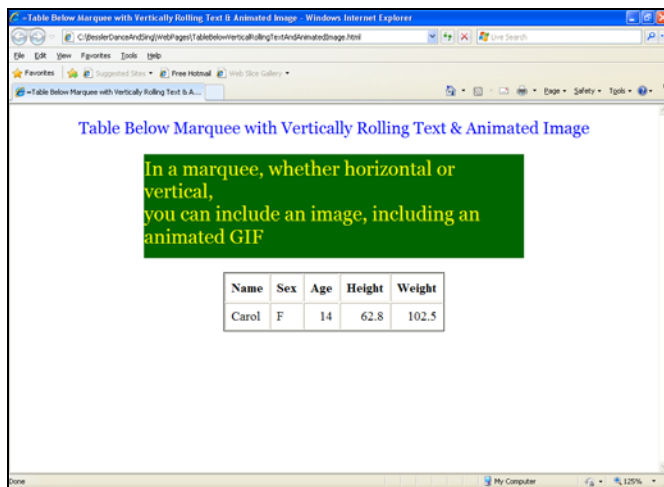 =Table Below Marquee with Vertically Rolling Text & Animated Image - Windows Internet Explorer
C:\BesslerDanceAndSing\WebPages\TableBelowVerticalRollingTextAndAnimatedImage.html
Live Search
File Edit View Favorites Tools Help
Favorites Suggested Sites Free Hotmail Web Slice Gallery
=Table Below Marquee with Vertically Rolling Text & A...
Page Safety Tools
Table Below Marquee with Vertically Rolling Text & Animated Image
In a marquee, whether horizontal or
vertical,
you can include an image, including an
animated GIF
Name Sex Age Height Weight
Carol F 14 62.8 102.5
Done My Computer 125%